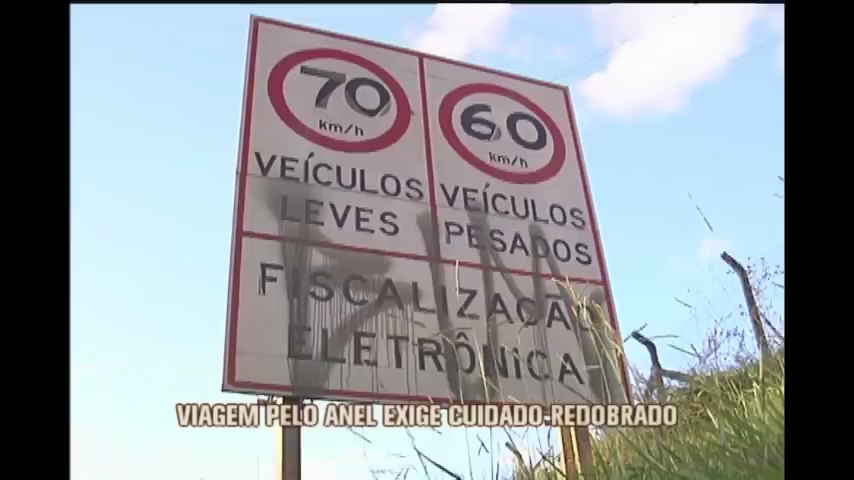 70
km/h
VEÍCULOS
LEVES
60
km/h
VEÍCULOS
PESADOS
FISCALIZAÇÃO
ELETRÔNICA
VIAGEM PELO ANEL EXIGE CUIDADO REDOBRADO